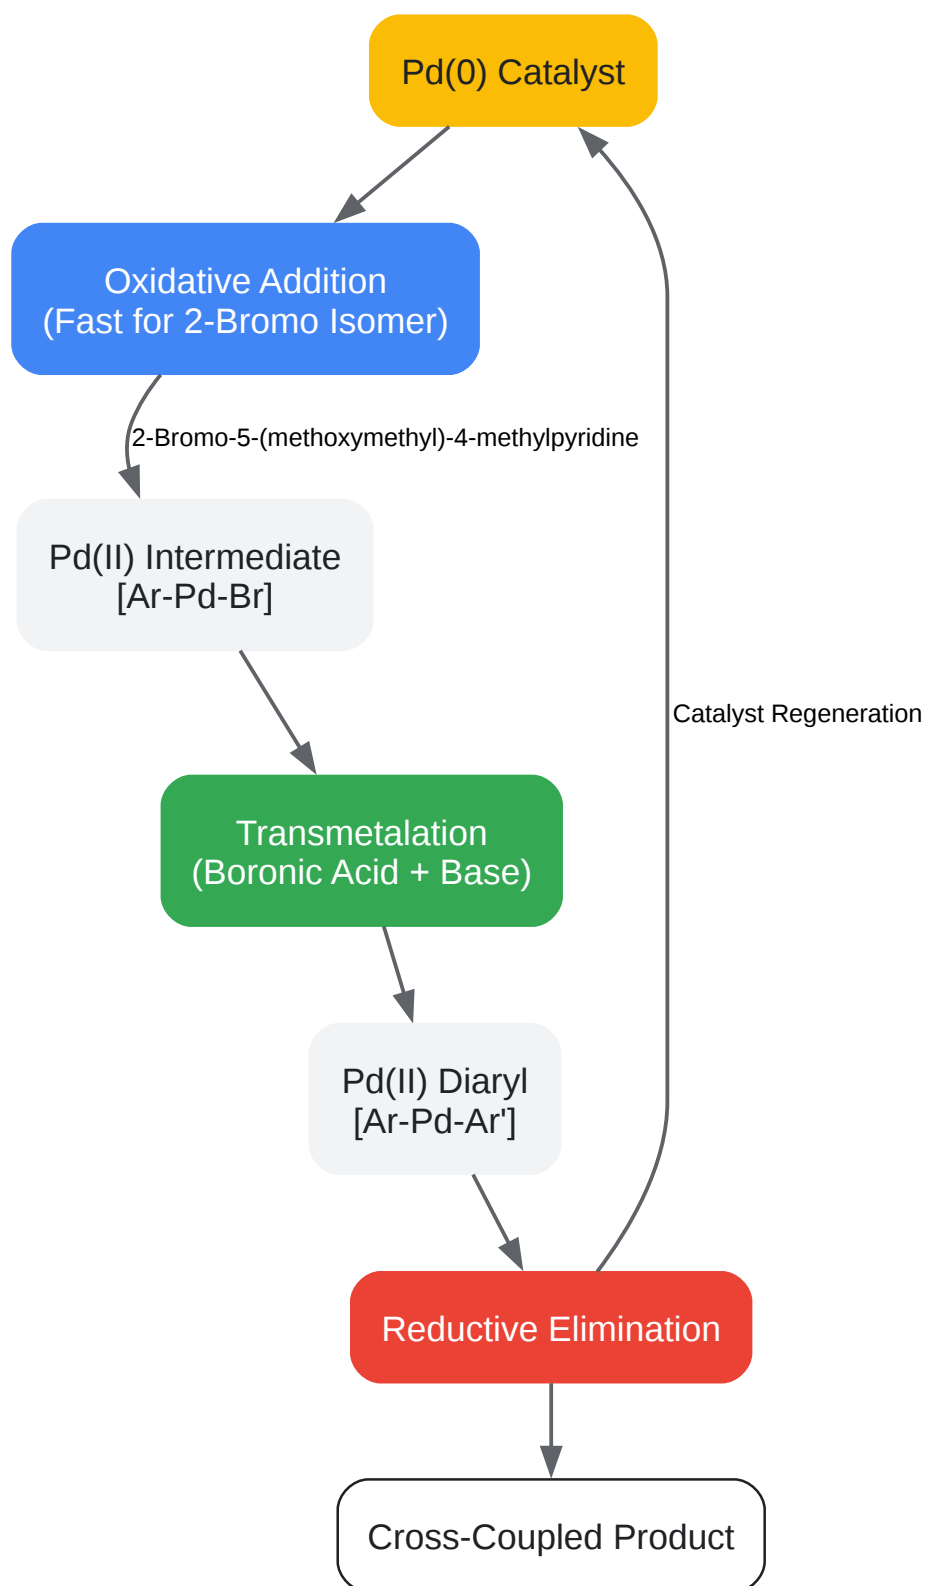 Pd(0) Catalyst
Oxidative Addition
(Fast for 2-Bromo Isomer)
2-Bromo-5-(methoxymethyl)-4-methylpyridine
Pd(II) Intermediate
[Ar-Pd-Br]
Catalyst Regeneration
Transmetalation
(Boronic Acid + Base)
Pd(II) Diaryl
[Ar-Pd-Ar']
Reductive Elimination
Cross-Coupled Product